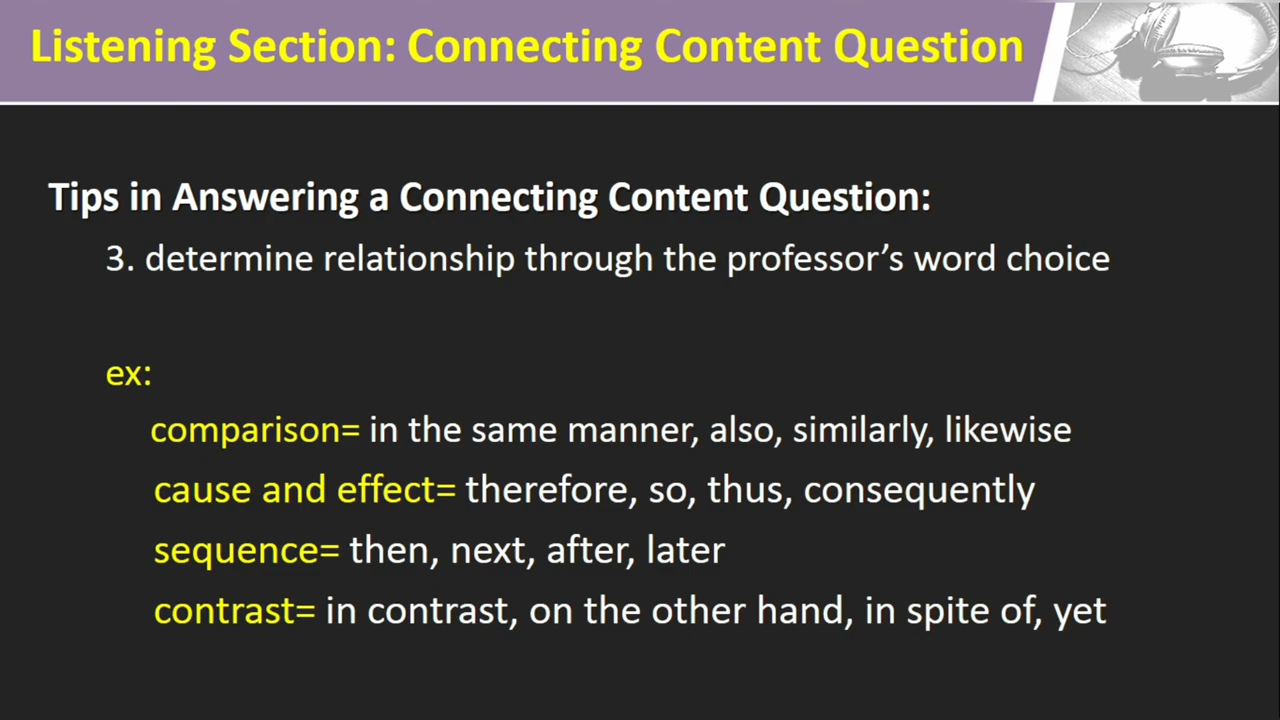 Listening Section: Connecting Content Question
Tips in Answering a Connecting Content Question:
3. determine relationship through the professor’s word choice
ex:
comparison= in the same manner, also, similarly, likewise
cause and effect= therefore, so, thus, consequently
sequence= then, next, after, later
contrast= in contrast, on the other hand, in spite of, yet